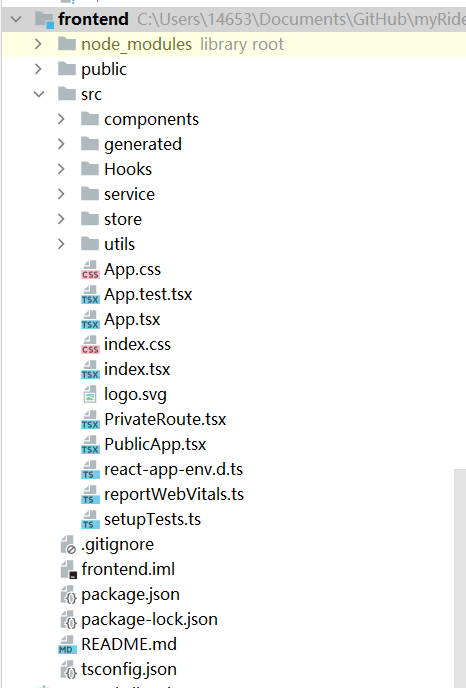 frontend C:\Users\14653\Documents\GitHub\myRide
node_modules library root
public
src
components
generated
Hooks
service
store
utils
App.css
App.test.tsx
App.tsx
index.css
index.tsx
logo.svg
PrivateRoute.tsx
PublicApp.tsx
react-app-env.d.ts
reportWebVitals.ts
setupTests.ts
.gitignore
frontend.iml
package.json
package-lock.json
README.md
tsconfig.json